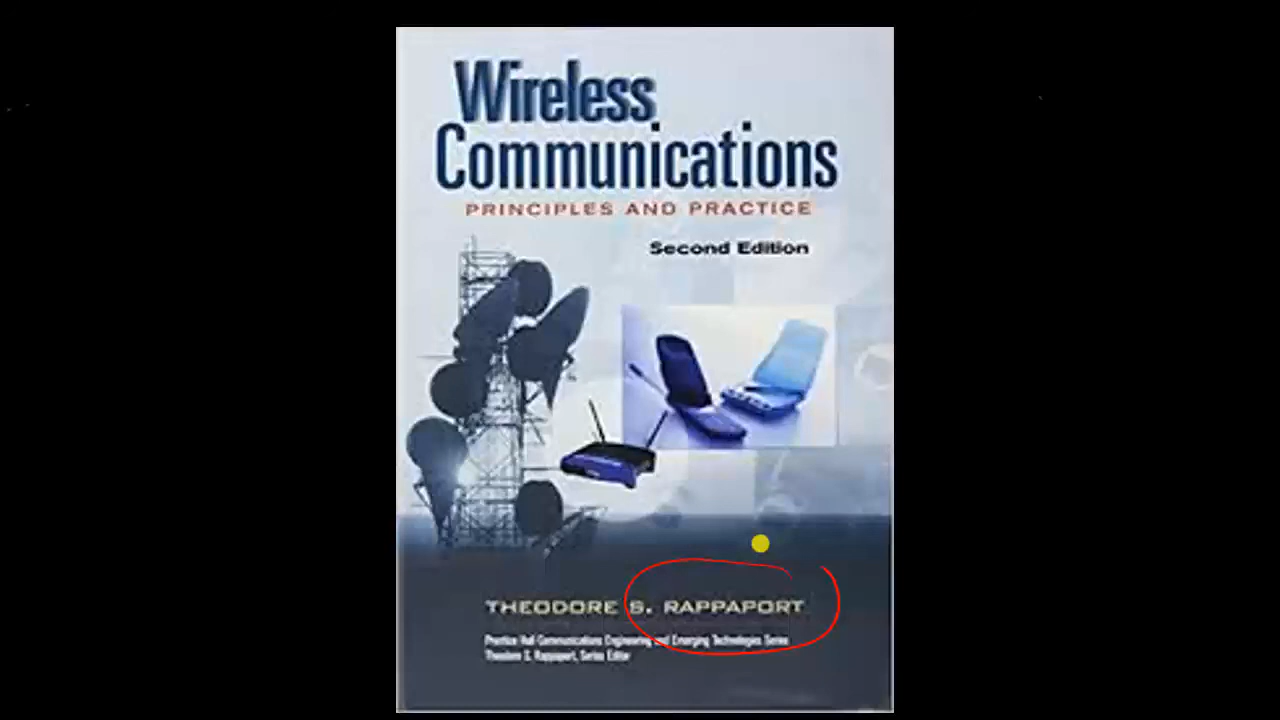 Wireless
Communications
PRINCIPLES AND PRACTICE
Second Edition
THEODORE S. RAPPAPORT
Prentice Hall Communications Engineering and Emerging Technologies Series
Theodore S. Rappaport, Series Editor